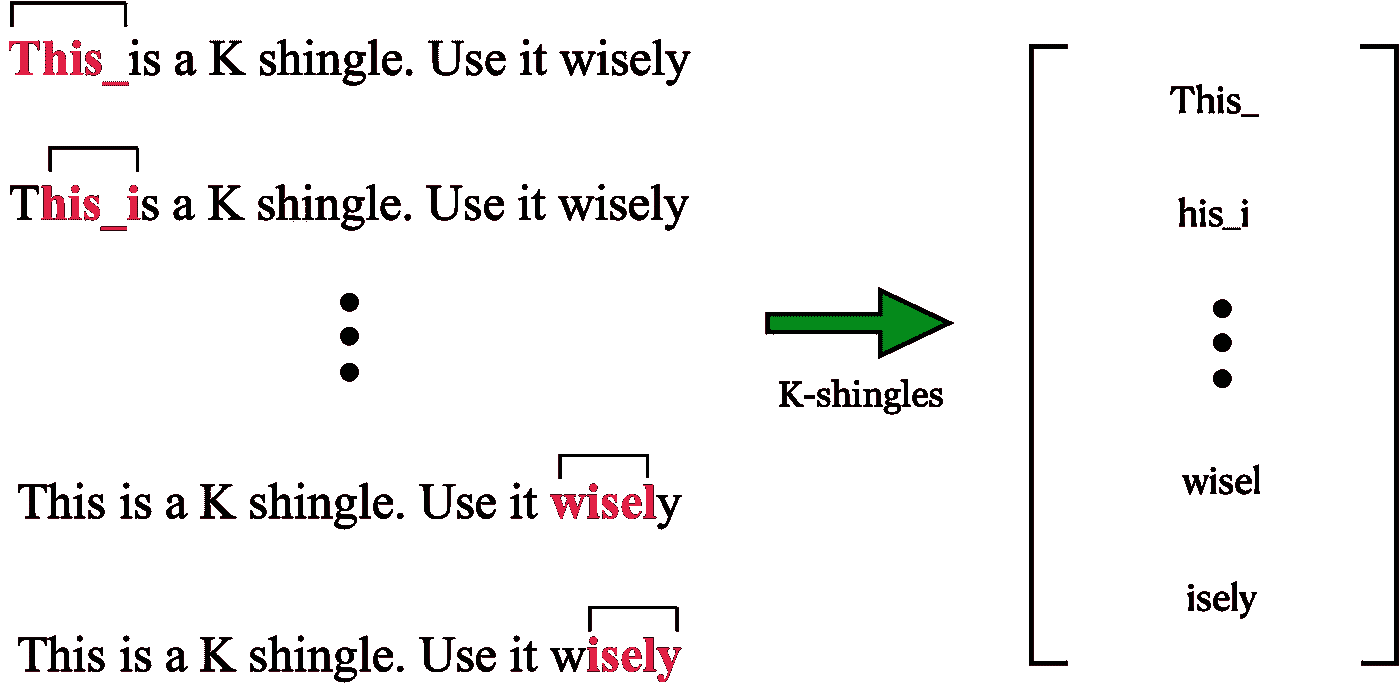 This_is a K shingle. Use it wisely
This_is a K shingle. Use it wisely
This is a K shingle. Use it wisely
This is a K shingle. Use it wisely
K-shingles
This_
his_i
wisel
isely